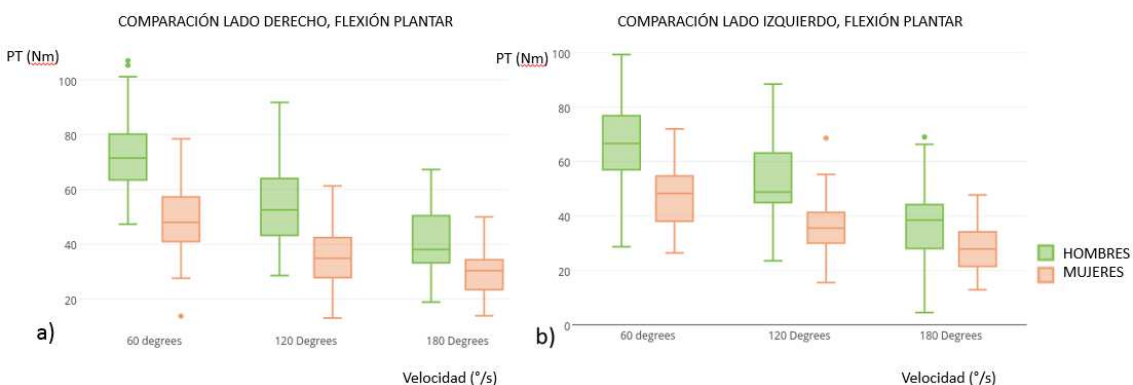 COMPARACIÓN LADO DERECHO, FLEXIÓN PLANTAR
PT (Nm)
100
80
60
40
20
a)
60 degrees
120 Degrees
180 Degrees
Velocidad (°/s)
COMPARACIÓN LADO IZQUIERDO, FLEXIÓN PLANTAR
PT (Nm)
100
80
60
40
20
0
b)
60 degrees
120 Degrees
180 Degrees
Velocidad (°/s)
HOMBRES
MUJERES